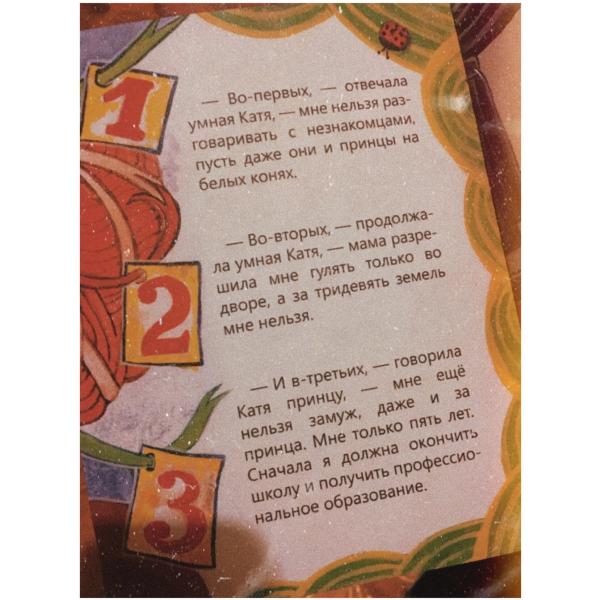 1
— Во-первых, — отвечала
умная Катя, — мне нельзя раз-
говаривать с незнакомцами,
пусть даже они и принцы на
белых конях.
2
— Во-вторых, — продолжа-
ла умная Катя, — мама разре-
шила мне гулять только во
дворе, а за тридевять земель
мне нельзя.
3
— И в-третьих, — говорила
Катя принцу, — мне ещё
нельзя замуж, даже и за
принца. Мне только пять лет.
Сначала я должна окончить
школу и получить профессио-
нальное образование.